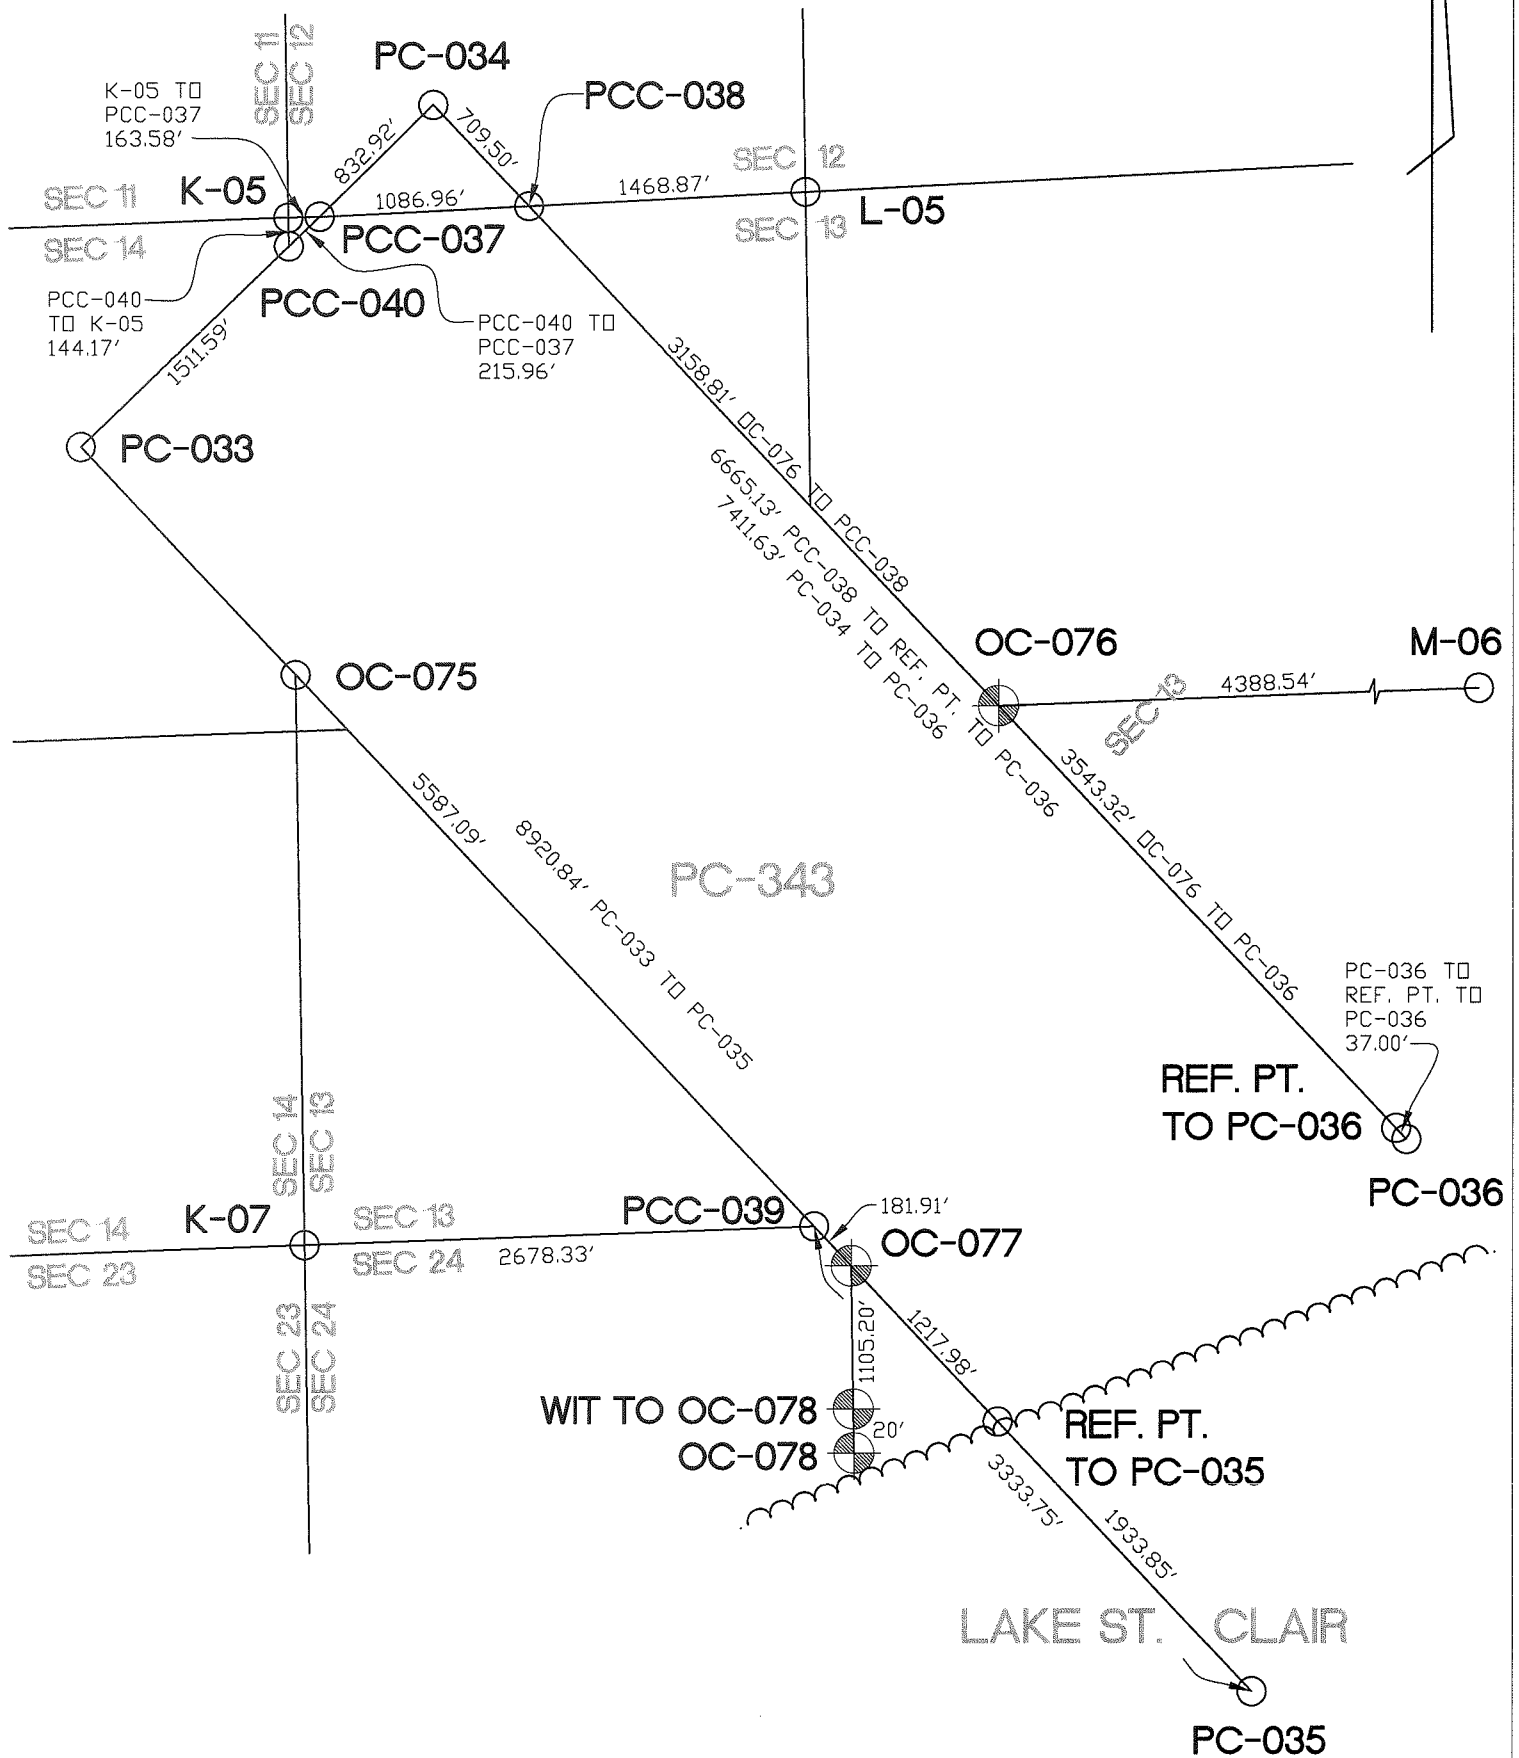 SEC 11
SEC 12
PC-034
K-05 TO
PCC-037
163.58'
PCC-038
832.92'
709.50'
SEC 11
K-05
1086.96'
1468.87'
SEC 12
L-05
SEC 14
PCC-037
SEC 13
PCC-040
TO K-05
144.17'
PCC-040
PCC-040 TO
PCC-037
215.96'
1511.59'
PC-033
3158.81' OC-076 TO PCC-038
6665.13' PCC-038 TO REF. PT. TO PC-036
7411.63' PC-034 TO PC-036
OC-076
M-06
OC-075
SEC 13
4388.54'
3543.32' OC-076 TO PC-036
5587.09'
8920.84' PC-033 TO PC-035
PC-343
PC-036 TO
REF. PT. TO
PC-036
37.00'
REF. PT.
TO PC-036
PC-036
SEC 14
SEC 13
SEC 14
K-07
SEC 13
PCC-039
181.91'
OC-077
SEC 23
SEC 24
2678.33'
SEC 23
SEC 24
1105.20'
1217.98'
WIT TO OC-078
20'
OC-078
REF. PT.
TO PC-035
3333.75'
1933.85'
LAKE ST. CLAIR
PC-035